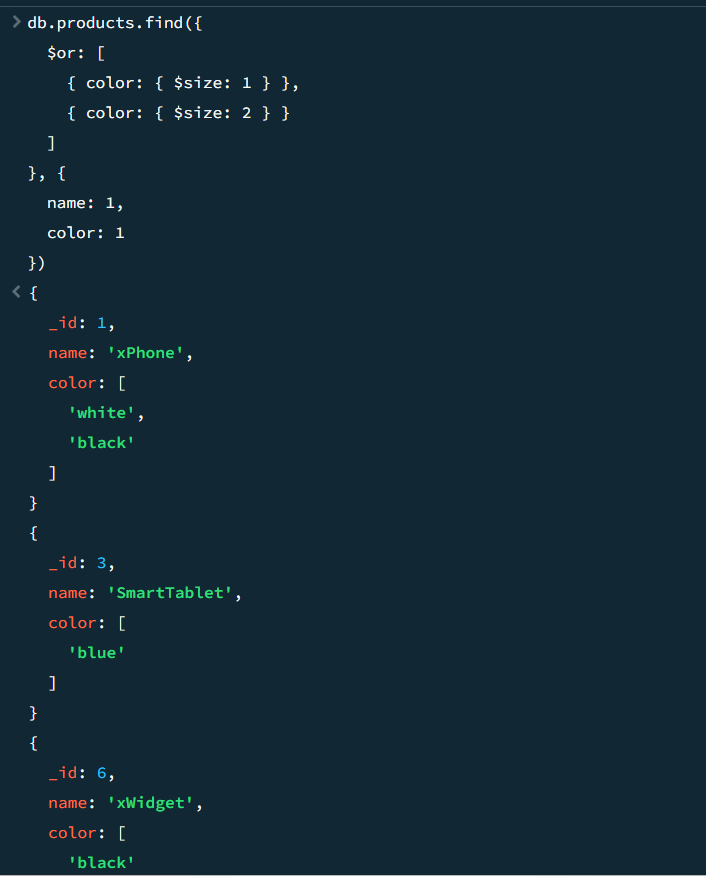 db.products.find({
$or: [
{ color: { $size: 1 } },
{ color: { $size: 2 } }
]
}, {
name: 1,
color: 1
})
{
_id: 1,
name: 'xPhone',
color: [
'white',
'black'
]
}
{
_id: 3,
name: 'SmartTablet',
color: [
'blue'
]
}
{
_id: 6,
name: 'xWidget',
color: [
'black'